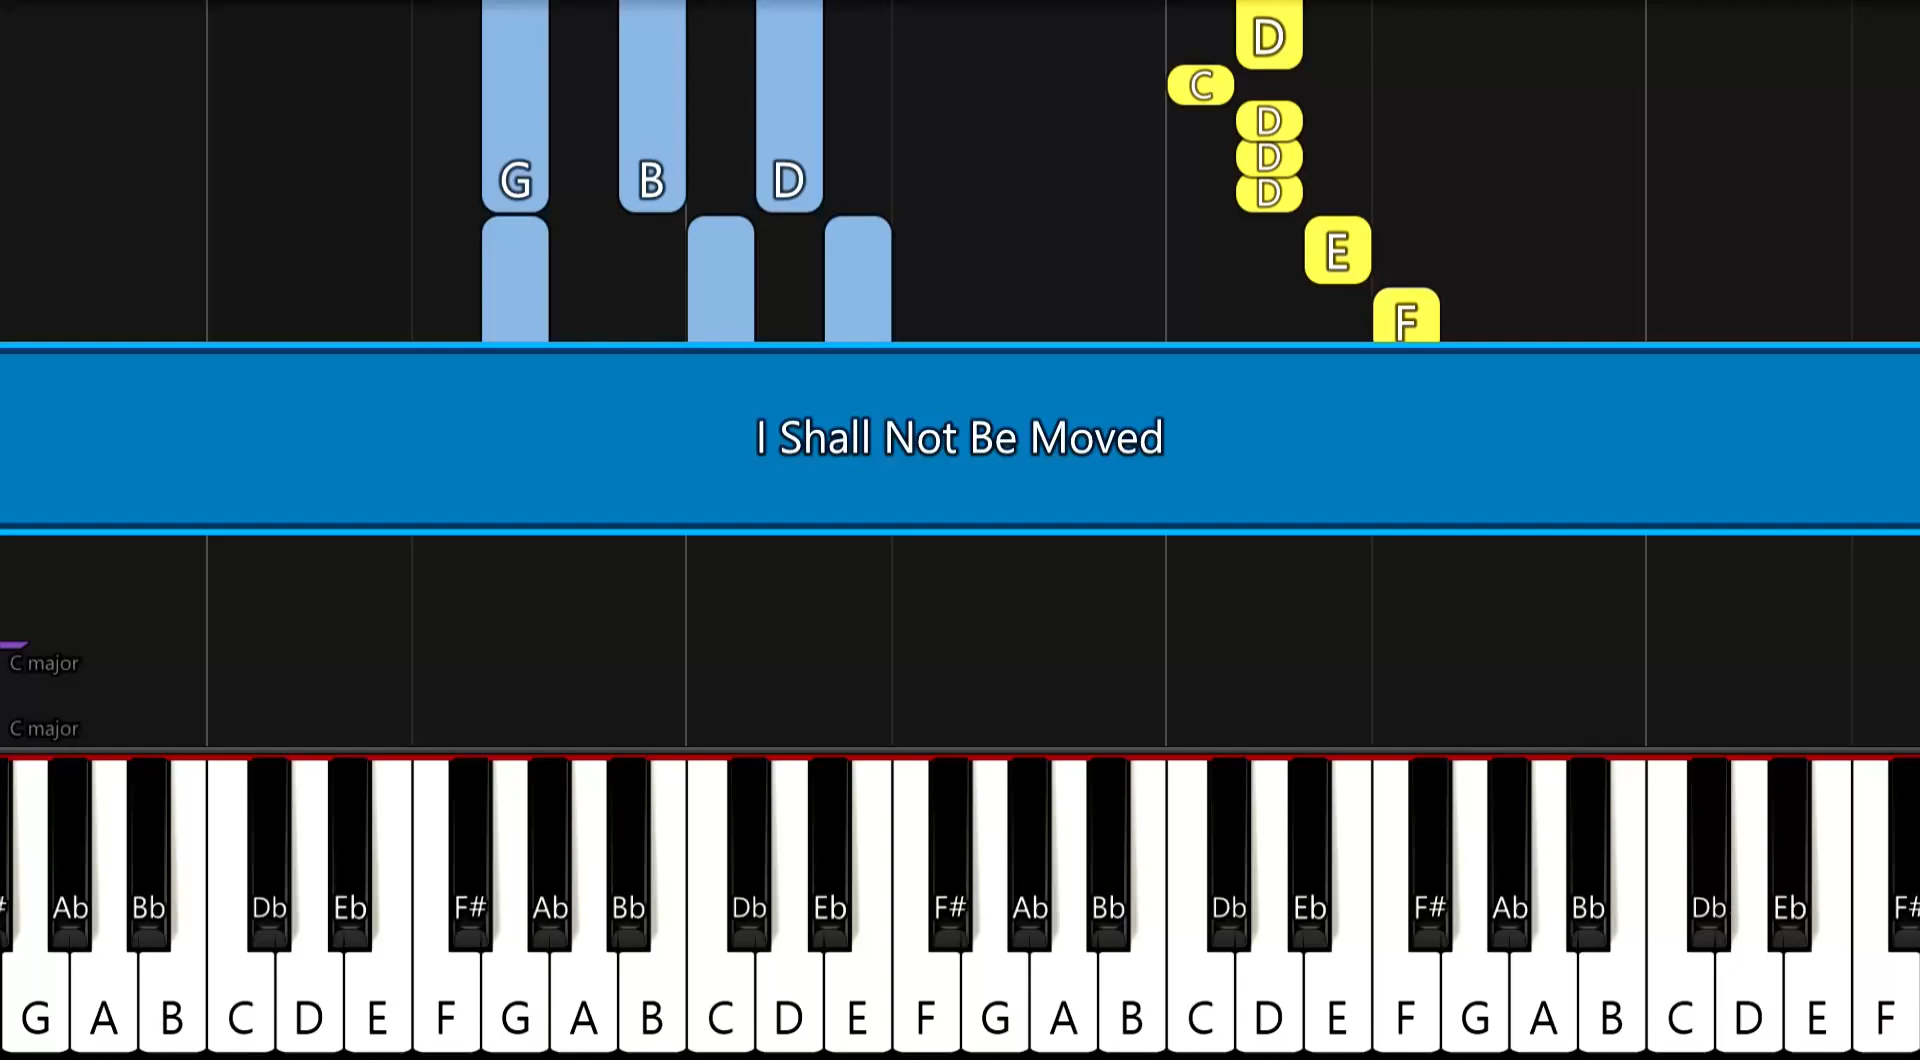 D
C
D
D
G B D D
E
F
I Shall Not Be Moved
C major
C major
# Ab Bb Db Eb F# Ab Bb Db Eb F# Ab Bb Db Eb F# Ab Bb Db Eb F#
G A B C D E F G A B C D E F G A B C D E F G A B C D E F